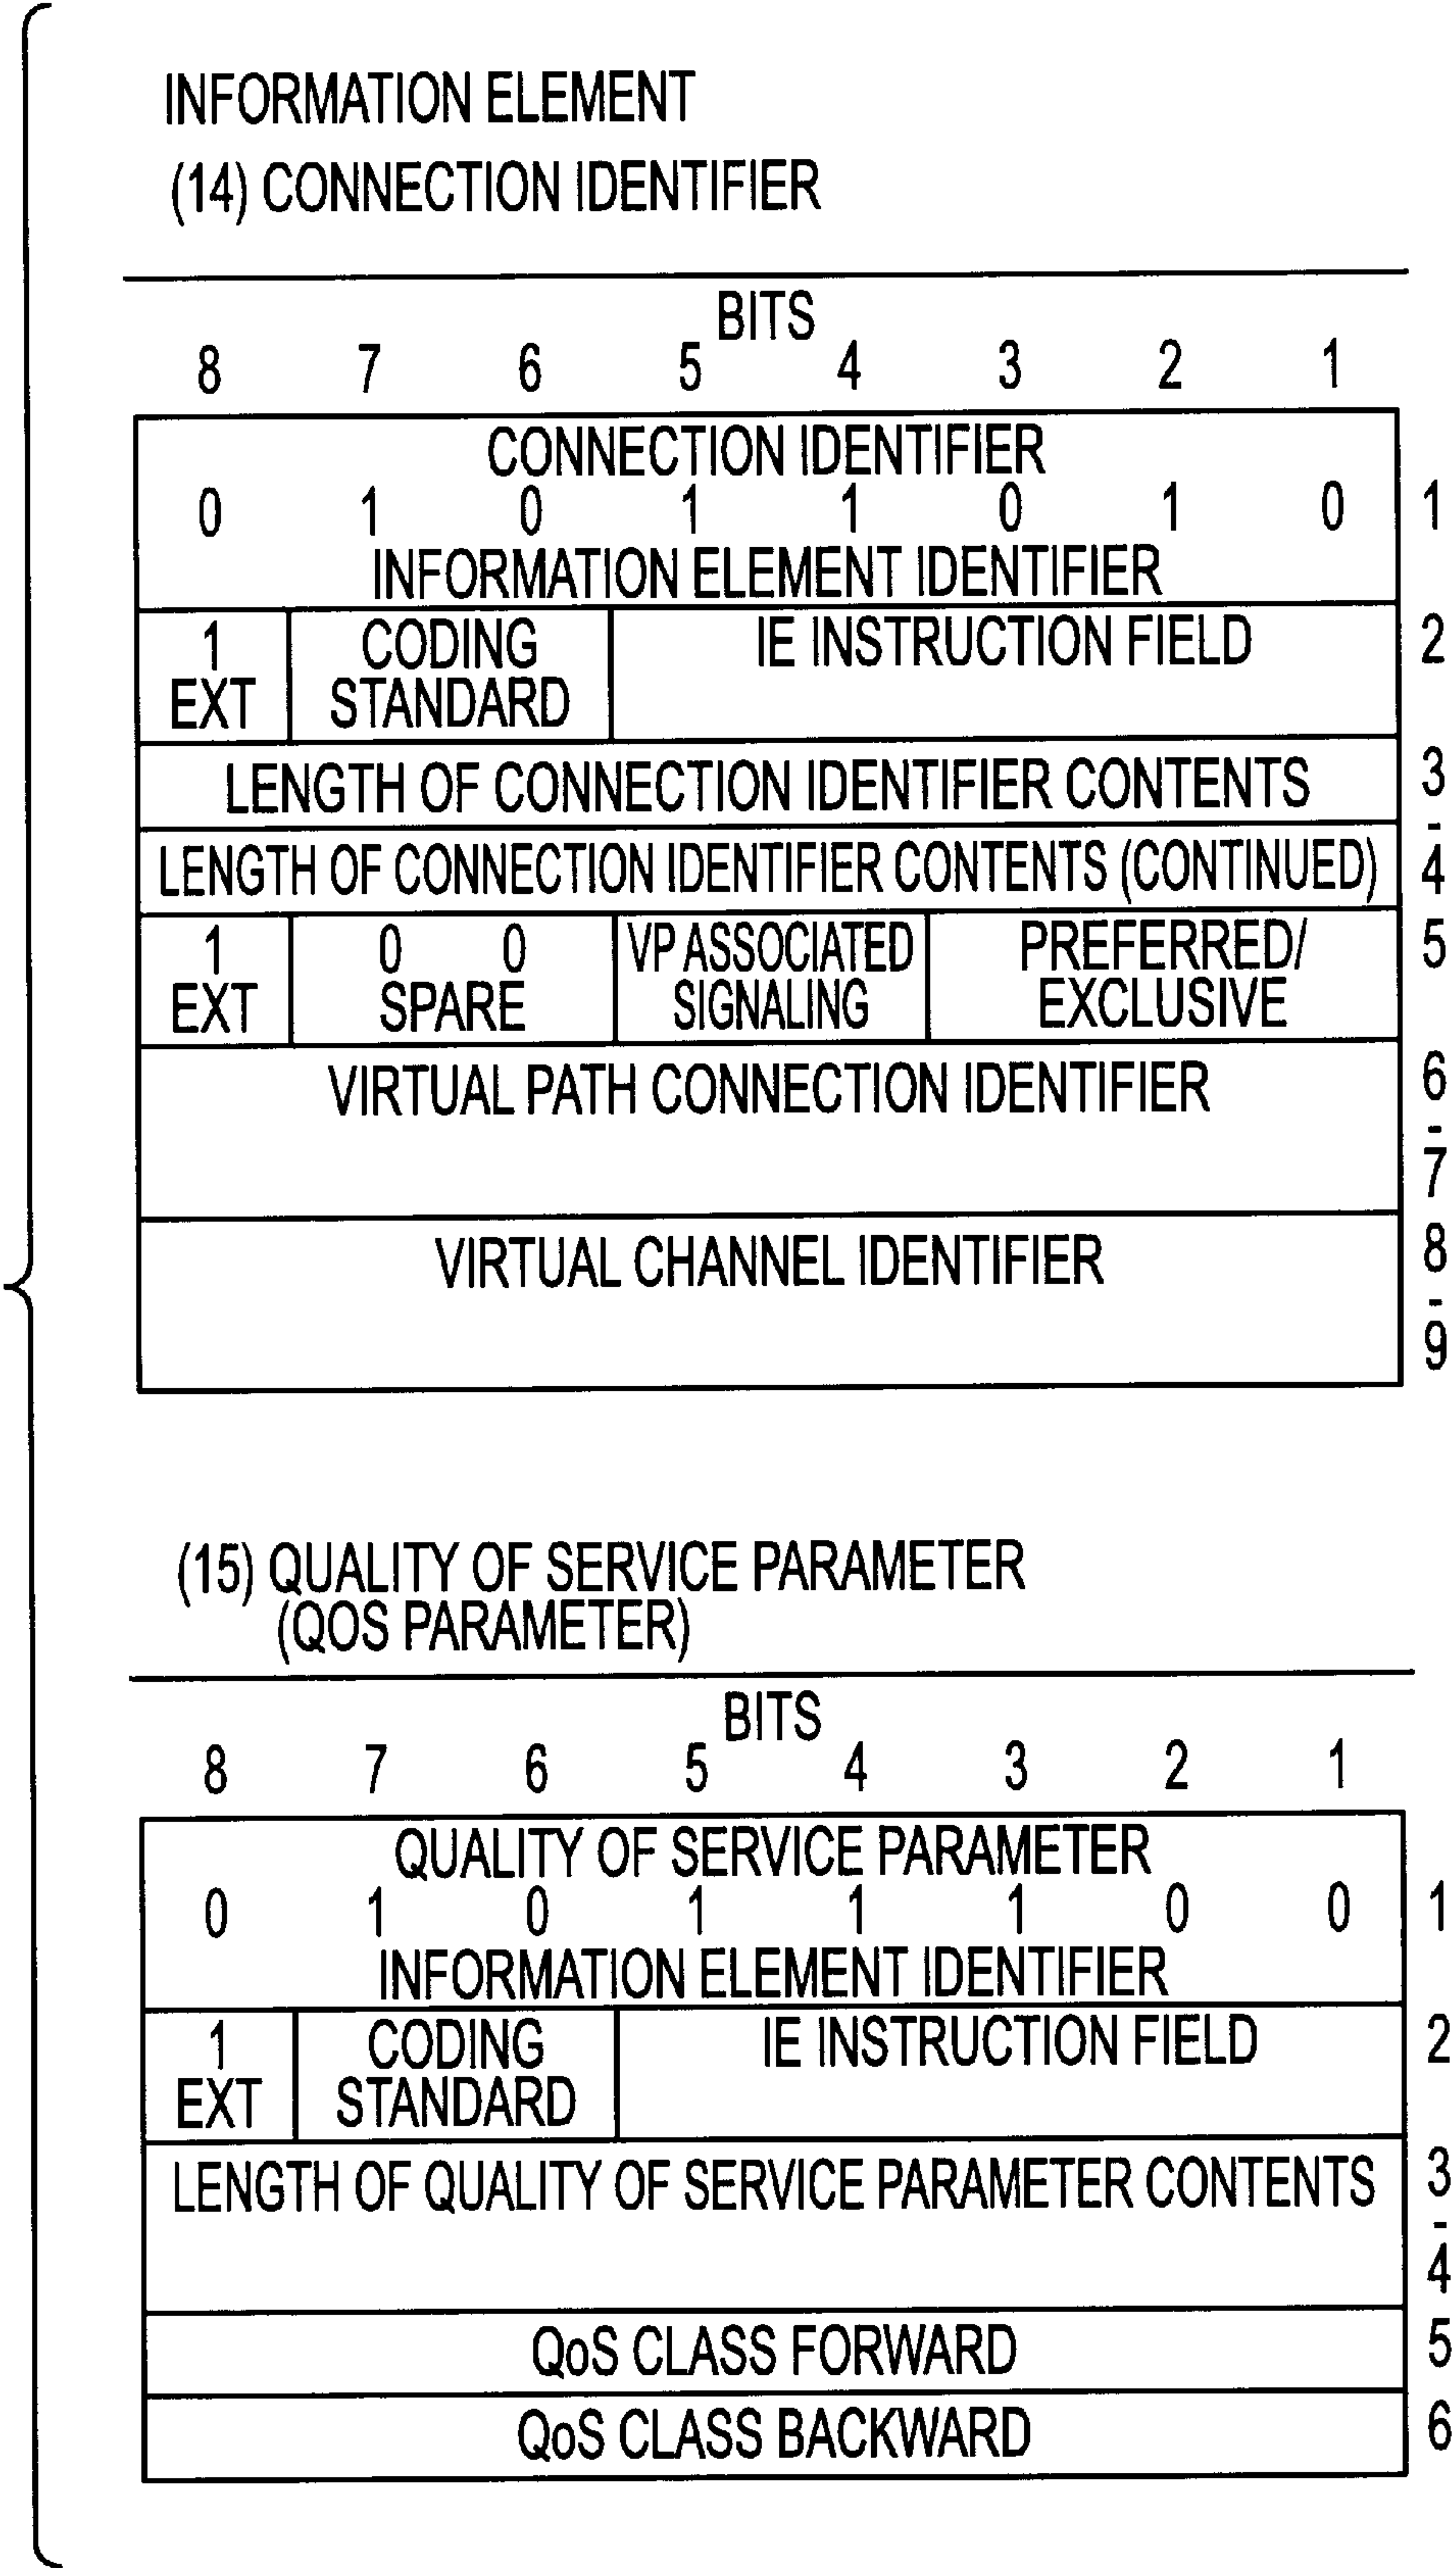 INFORMATION ELEMENT
(14) CONNECTION IDENTIFIER
BITS
8 7 6 5 4 3 2 1
CONNECTION IDENTIFIER
0 1 0 1 1 0 1 0 1
INFORMATION ELEMENT IDENTIFIER
1 CODING IE INSTRUCTION FIELD 2
EXT STANDARD
LENGTH OF CONNECTION IDENTIFIER CONTENTS 3
-
LENGTH OF CONNECTION IDENTIFIER CONTENTS (CONTINUED) 4
1 0 0 VP ASSOCIATED PREFERRED/ 5
EXT SPARE SIGNALING EXCLUSIVE
VIRTUAL PATH CONNECTION IDENTIFIER 6
-
7
VIRTUAL CHANNEL IDENTIFIER 8
-
9
(15) QUALITY OF SERVICE PARAMETER
(QOS PARAMETER)
BITS
8 7 6 5 4 3 2 1
QUALITY OF SERVICE PARAMETER
0 1 0 1 1 1 0 0 1
INFORMATION ELEMENT IDENTIFIER
1 CODING IE INSTRUCTION FIELD 2
EXT STANDARD
LENGTH OF QUALITY OF SERVICE PARAMETER CONTENTS 3
-
4
QoS CLASS FORWARD 5
QoS CLASS BACKWARD 6